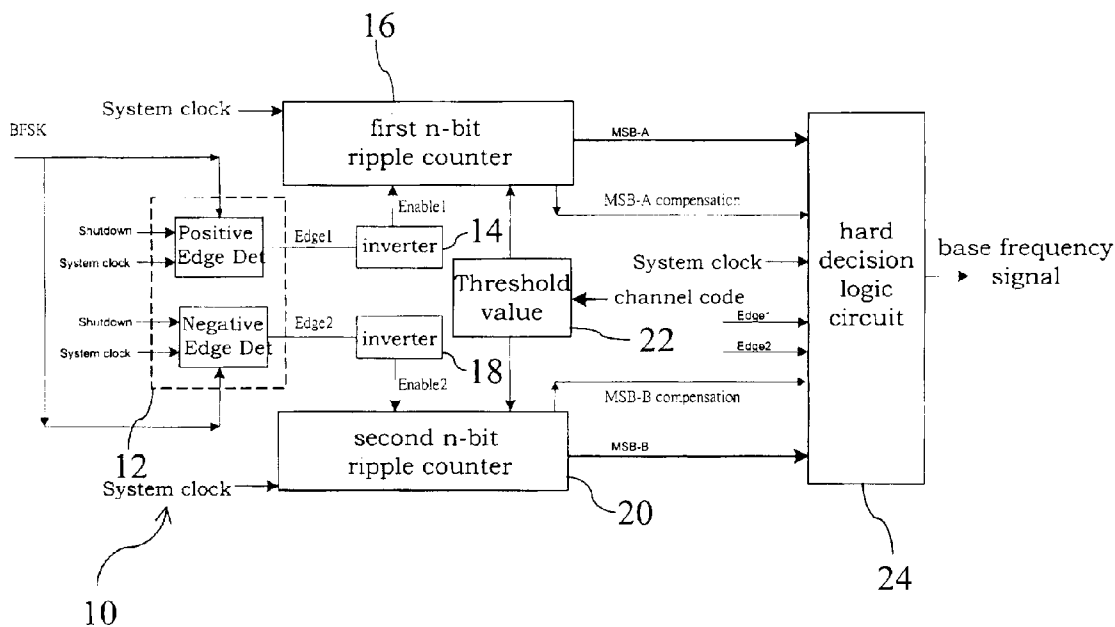 16
System clock
first n-bit
ripple counter
MSB-A
BFSK
MSB-A compensation
Enable1
Shutdown
Positive
Edge Det
System clock
Edge1
inverter
14
hard
decision
logic
circuit
System clock
base frequency
signal
Threshold
value
channel code
Shutdown
Negative
Edge Det
System clock
Edge2
inverter
22
Edge1
Edge2
18
Enable2
MSB-B compensation
12
second n-bit
ripple counter
MSB-B
System clock
20
24
10